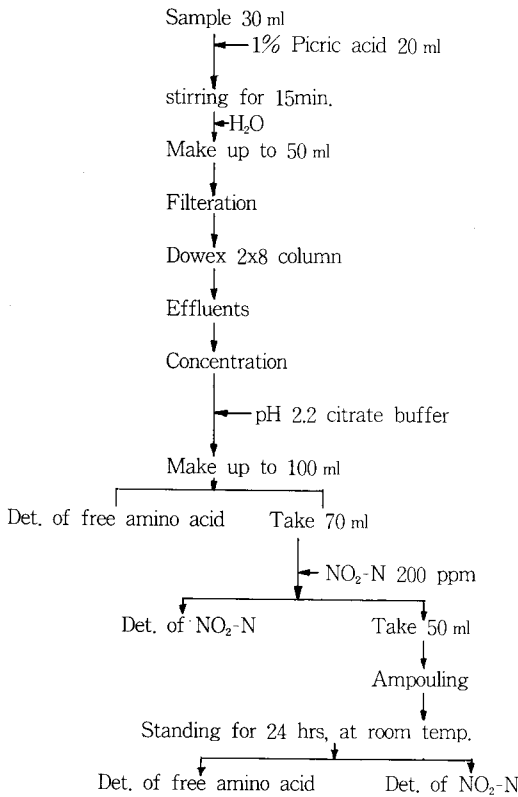 Sample 30 ml
1% Picric acid 20 ml
stirring for 15min.
H₂O
Make up to 50 ml
Filteration
Dowex 2x8 column
Effluents
Concentration
pH 2.2 citrate buffer
Make up to 100 ml
Det. of free amino acid Take 70 ml
NO₂-N 200 ppm
Det. of NO₂-N Take 50 ml
Ampouling
Standing for 24 hrs, at room temp.
Det. of free amino acid Det. of NO₂-N